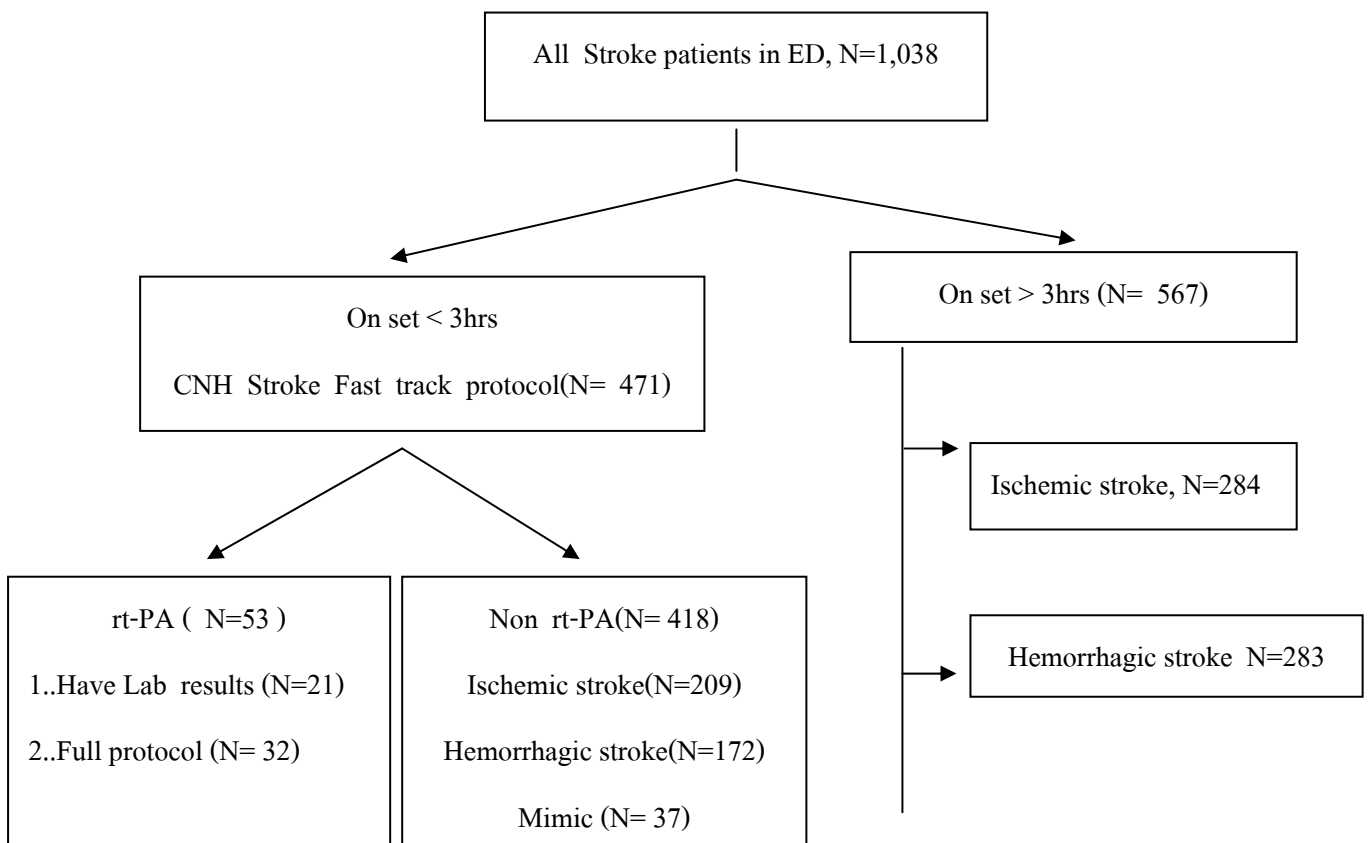 All Stroke patients in ED, N=1,038
On set < 3hrs
CNH Stroke Fast track protocol(N= 471)
On set > 3hrs (N= 567)
Ischemic stroke, N=284
Hemorrhagic stroke N=283
rt-PA ( N=53 )
1..Have Lab results (N=21)
2..Full protocol (N= 32)
Non rt-PA(N= 418)
Ischemic stroke(N=209)
Hemorrhagic stroke(N=172)
Mimic (N= 37)